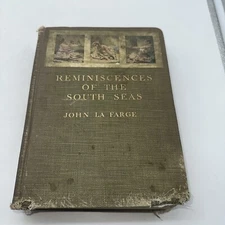 REMINISCENCES
OF THE
SOUTH SEAS
JOHN LA FARGE